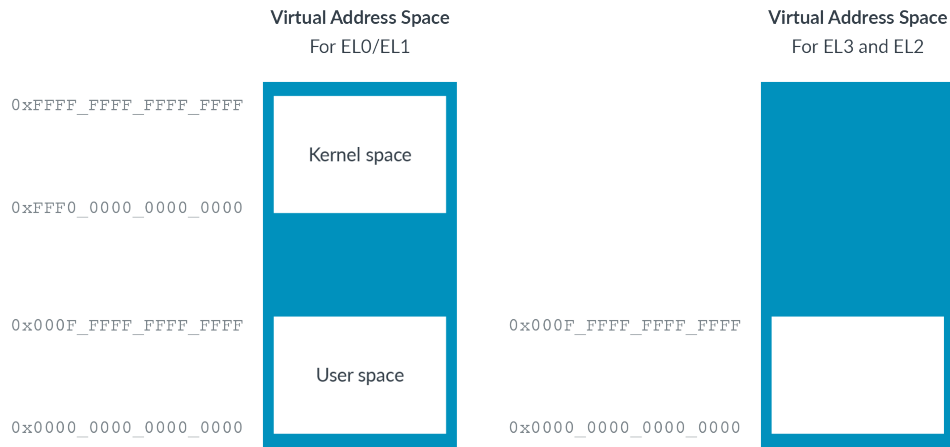 Virtual Address Space
For EL0/EL1
0xFFFF_FFFF_FFFF_FFFF
Kernel space
0xFFF0_0000_0000_0000
0x000F_FFFF_FFFF_FFFF
User space
0x0000_0000_0000_0000
Virtual Address Space
For EL3 and EL2
0x000F_FFFF_FFFF_FFFF
0x0000_0000_0000_0000